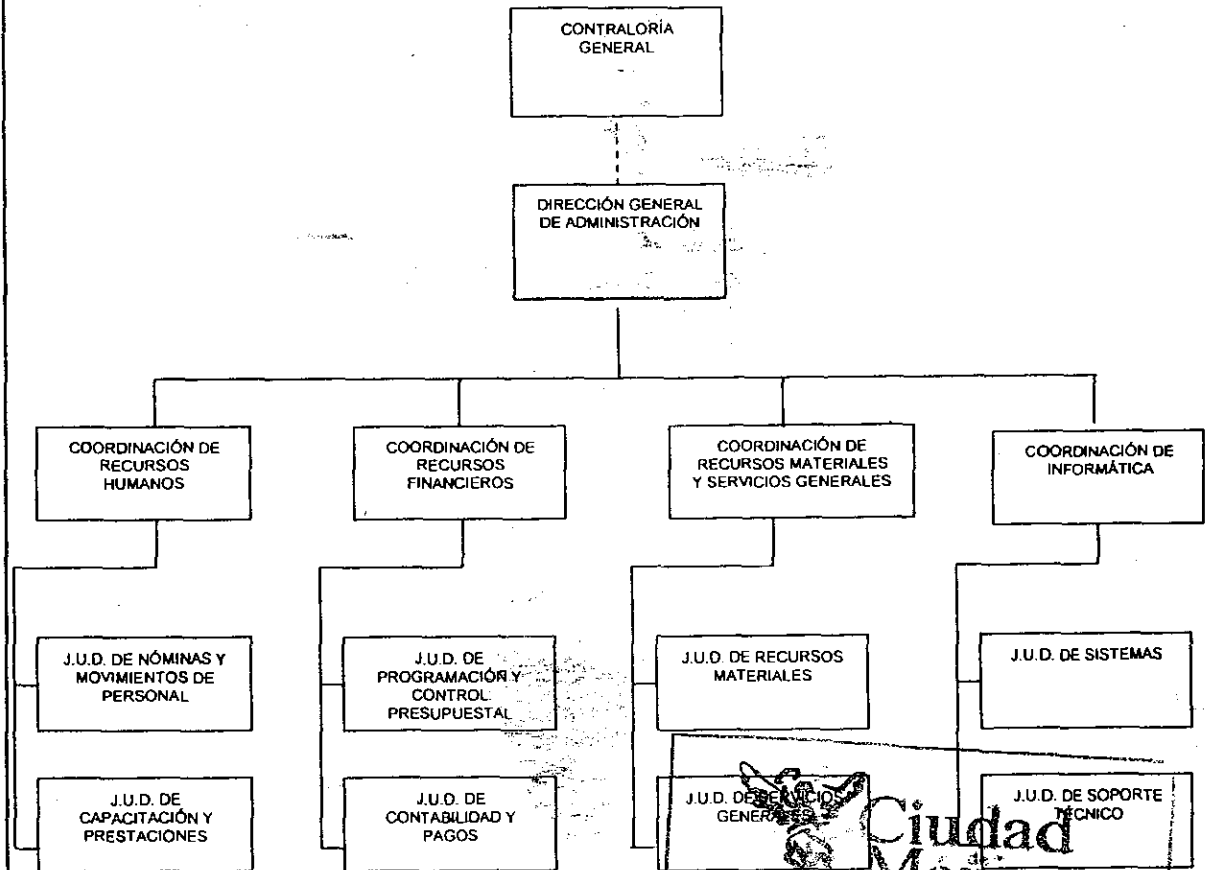 CONTRALORÍA
GENERAL
DIRECCIÓN GENERAL
DE ADMINISTRACIÓN
COORDINACIÓN DE
RECURSOS
HUMANOS
COORDINACIÓN DE
RECURSOS
FINANCIEROS
COORDINACIÓN DE
RECURSOS MATERIALES
Y SERVICIOS GENERALES
COORDINACIÓN DE
INFORMÁTICA
J.U.D. DE NÓMINAS Y
MOVIMIENTOS DE
PERSONAL
J.U.D. DE
PROGRAMACIÓN Y
CONTROL
PRESUPUESTAL
J.U.D. DE RECURSOS
MATERIALES
J.U.D. DE SISTEMAS
J.U.D. DE
CAPACITACIÓN Y
PRESTACIONES
J.U.D. DE
CONTABILIDAD Y
PAGOS
J.U.D. DE SERVICIOS
GENERALES
J.U.D. DE SOPORTE
TÉCNICO
Ciudad